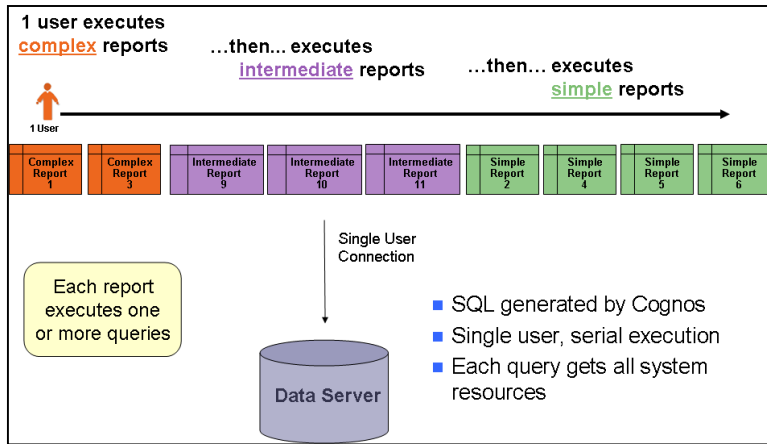 1 user executes
complex reports
…then... executes
intermediate reports
…then… executes
simple reports
1 User
Complex
Report
1
Complex
Report
3
Intermediate
Report
9
Intermediate
Report
10
Intermediate
Report
11
Simple
Report
2
Simple
Report
4
Simple
Report
5
Simple
Report
6
Single User
Connection
Each report
executes one
or more queries
Data Server
■ SQL generated by Cognos
■ Single user, serial execution
■ Each query gets all system
resources